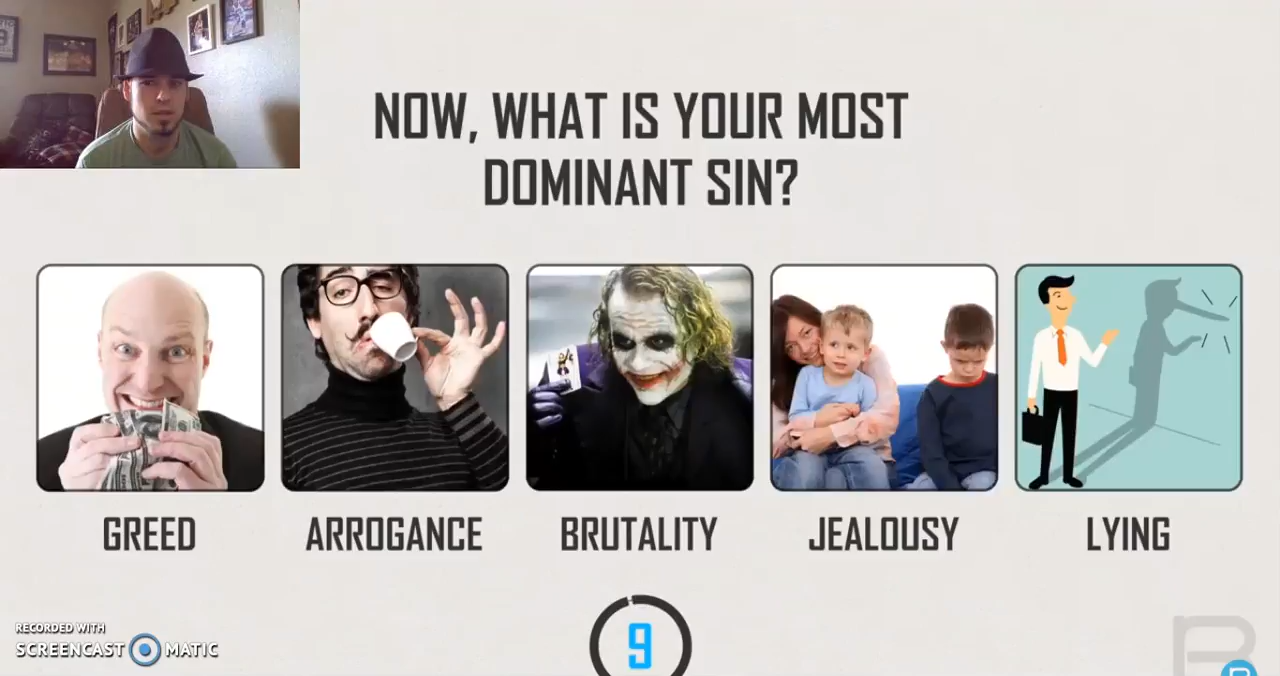 NOW, WHAT IS YOUR MOST
DOMINANT SIN?
GREED
ARROGANCE
BRUTALITY
JEALOUSY
LYING
9
RECORDED WITH
SCREENCAST MATIC